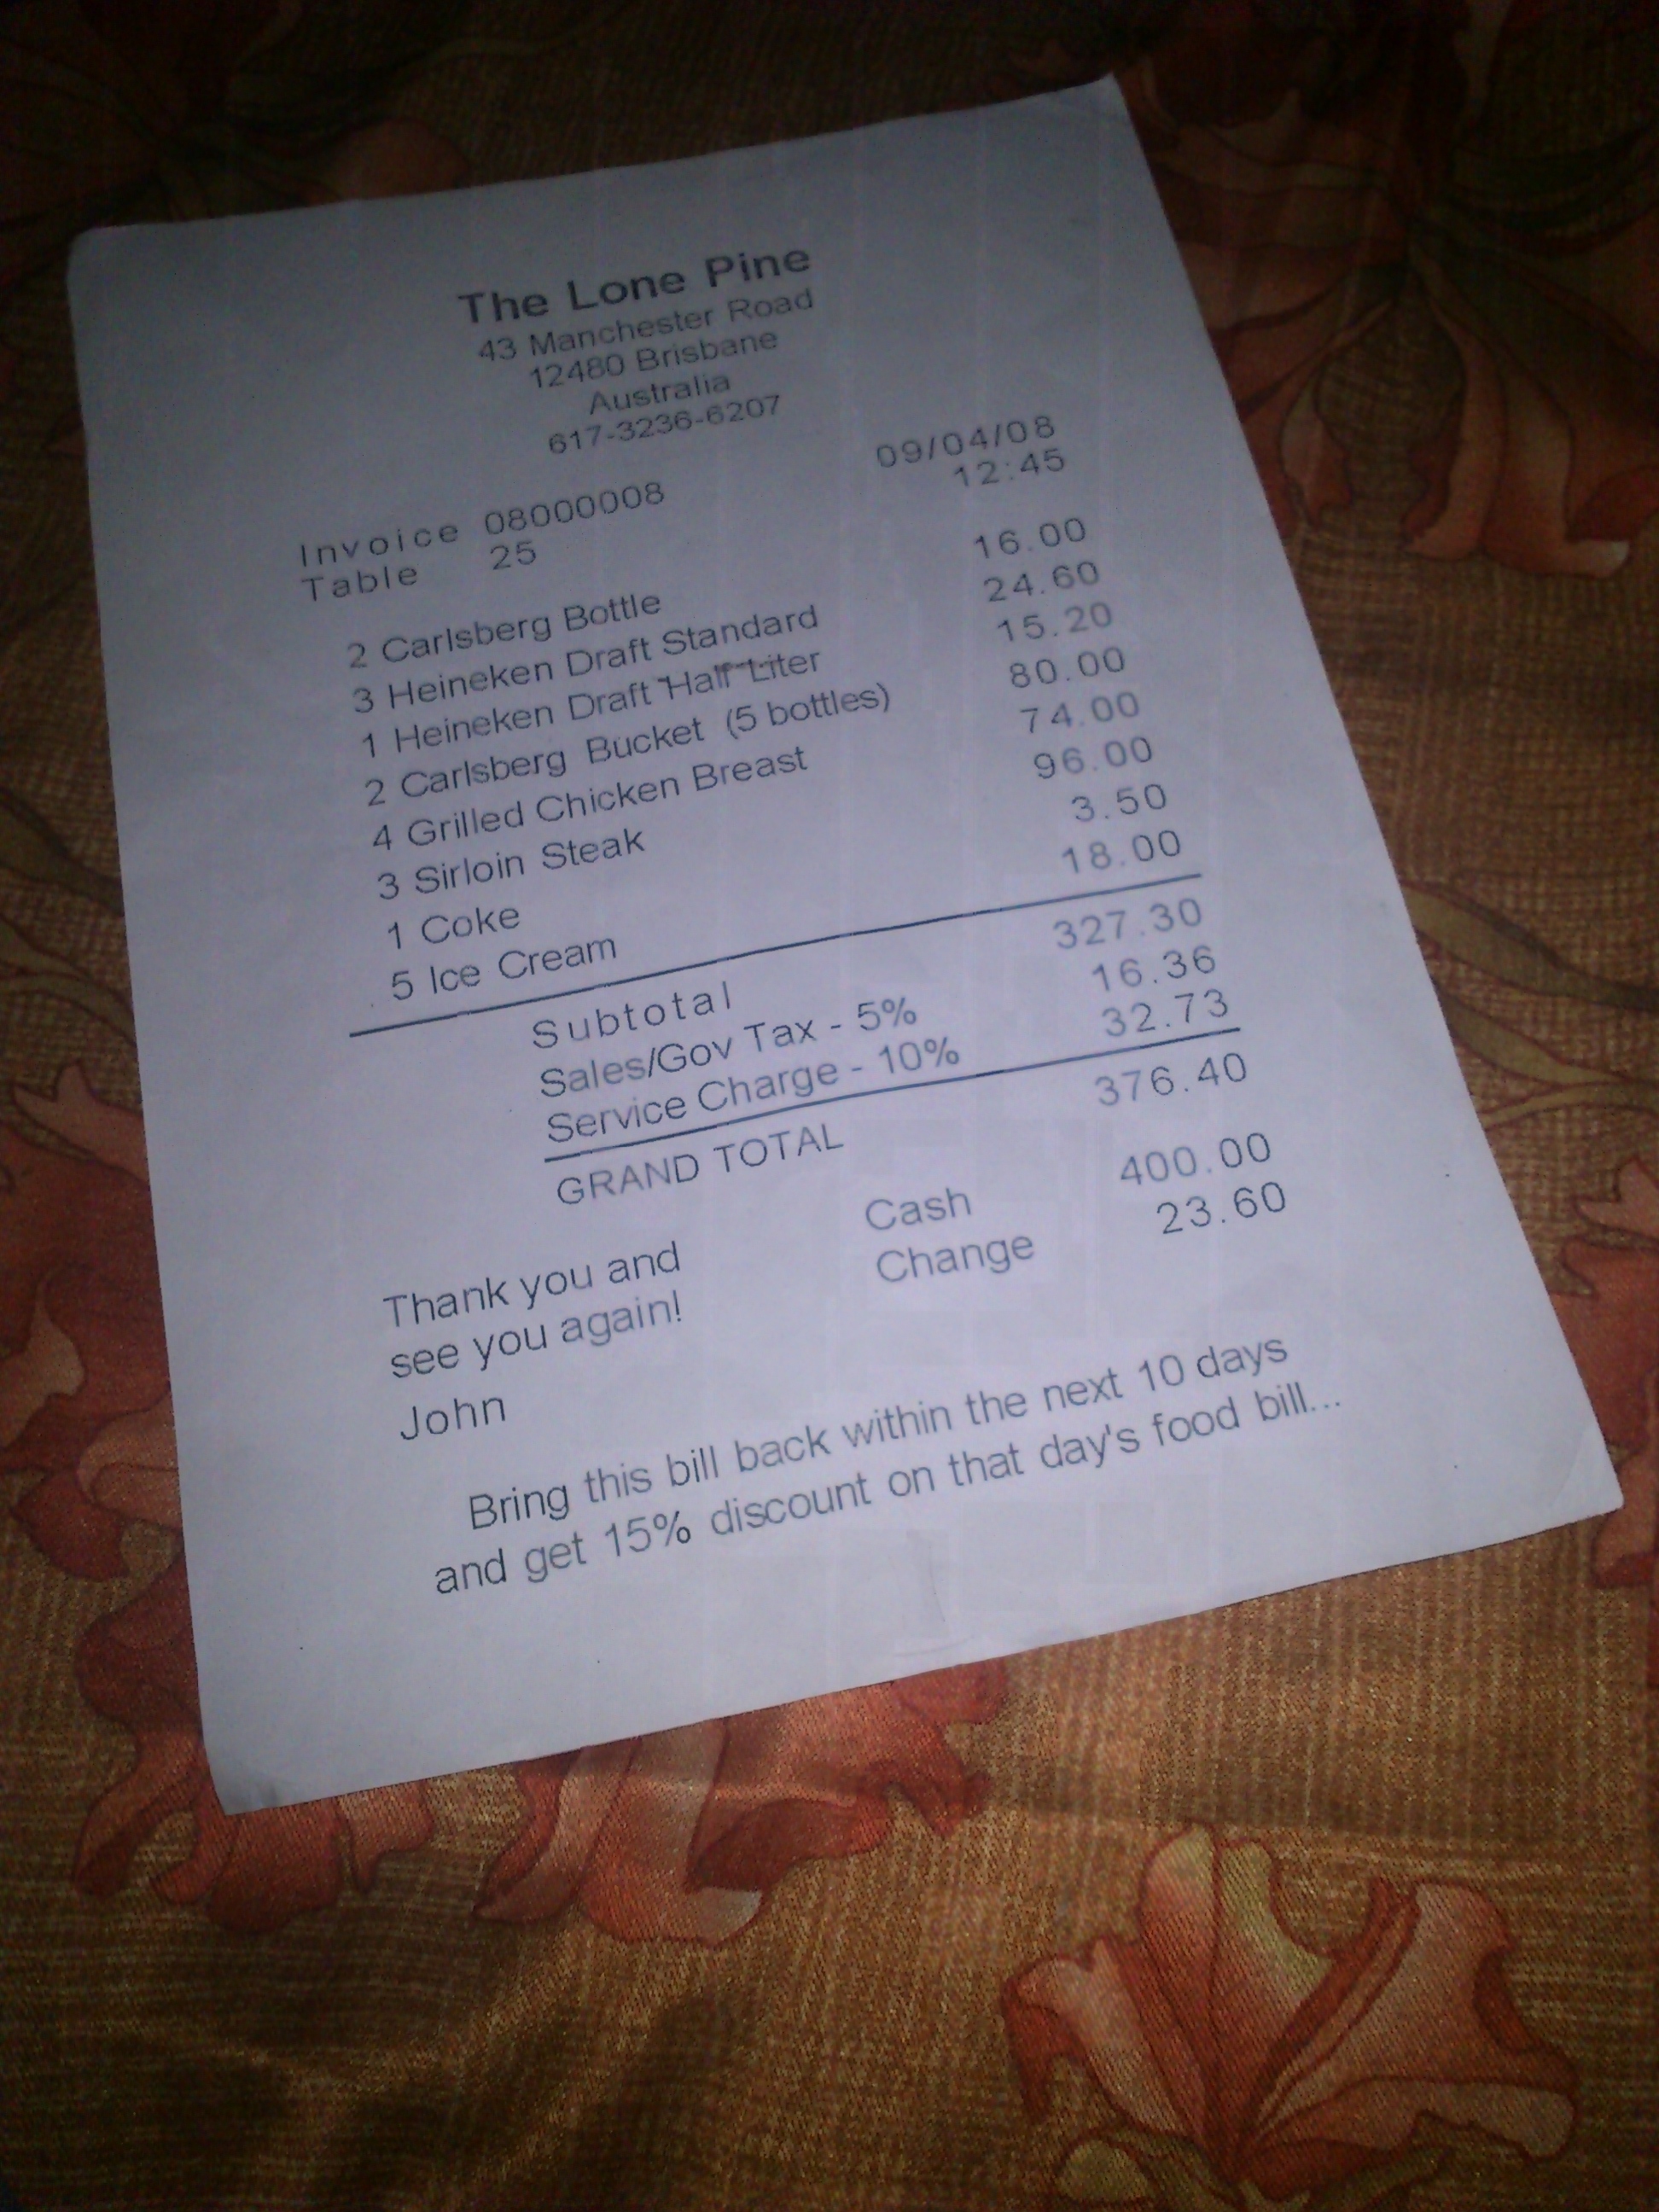 The Lone Pine
43 Manchester Road
12480 Brisbane
Australia
617-3236-6207
Invoice 08000008 09/04/08
Table 25 12:45
2 Carlsberg Bottle 16.00
3 Heineken Draft Standard 24.60
1 Heineken Draft Half Liter 15.20
2 Carlsberg Bucket (5 bottles) 80.00
4 Grilled Chicken Breast 74.00
3 Sirloin Steak 96.00
1 Coke 3.50
5 Ice Cream 18.00
Subtotal 327.30
Sales/Gov Tax - 5% 16.36
Service Charge - 10% 32.73
GRAND TOTAL 376.40
Cash 400.00
Change 23.60
Thank you and
see you again!
John
Bring this bill back within the next 10 days
and get 15% discount on that day's food bill...